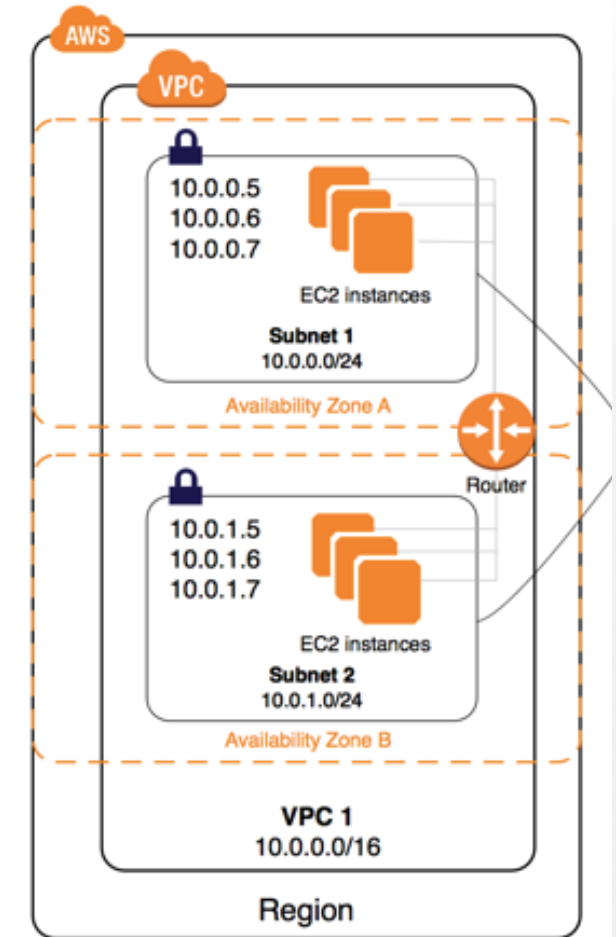 AWS
VPC
10.0.0.5
10.0.0.6
10.0.0.7
EC2 instances
Subnet 1
10.0.0.0/24
Availability Zone A
Router
10.0.1.5
10.0.1.6
10.0.1.7
EC2 instances
Subnet 2
10.0.1.0/24
Availability Zone B
VPC 1
10.0.0.0/16
Region